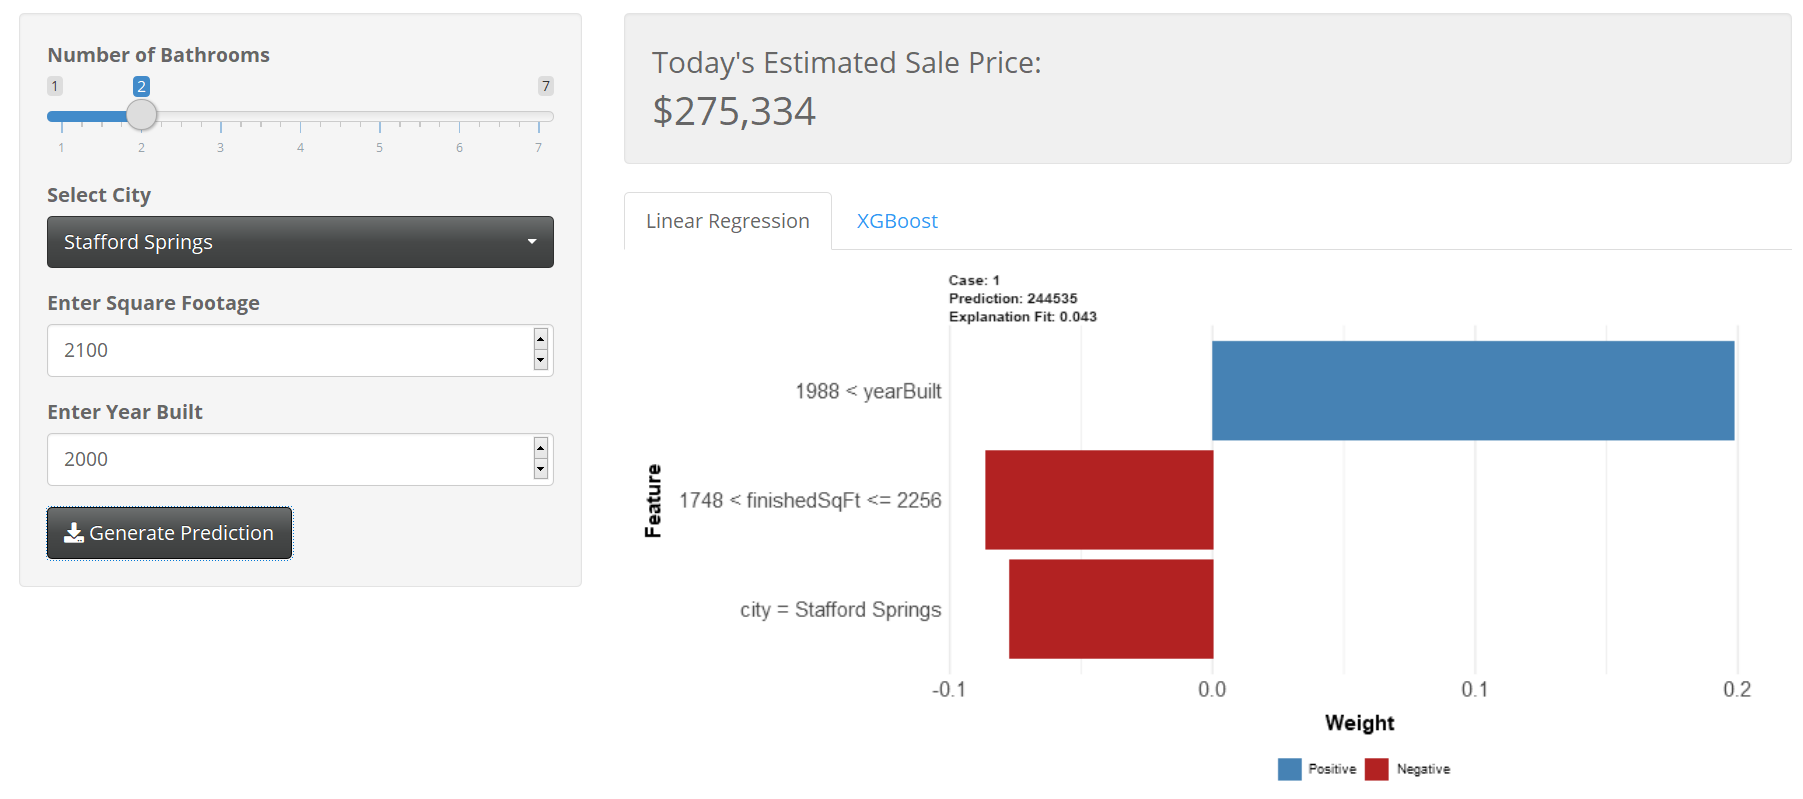 Number of Bathrooms
1 2 7
1 2 3 4 5 6 7
Select City
Stafford Springs
Enter Square Footage
2100
Enter Year Built
2000
Generate Prediction
Today's Estimated Sale Price:
$275,334
Linear Regression XGBoost
Case: 1
Prediction: 244535
Explanation Fit: 0.043
Feature
1988 < yearBuilt
1748 < finishedSqFt <= 2256
city = Stafford Springs
-0.1 0.0 0.1 0.2
Weight
Positive Negative